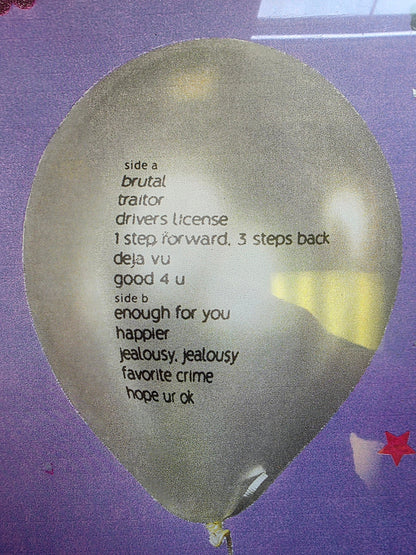 side a
brutal
traitor
drivers license
1 step forward, 3 steps back
deja vu
good 4 u
side b
enough for you
happier
jealousy, jealousy
favorite crime
hope ur ok